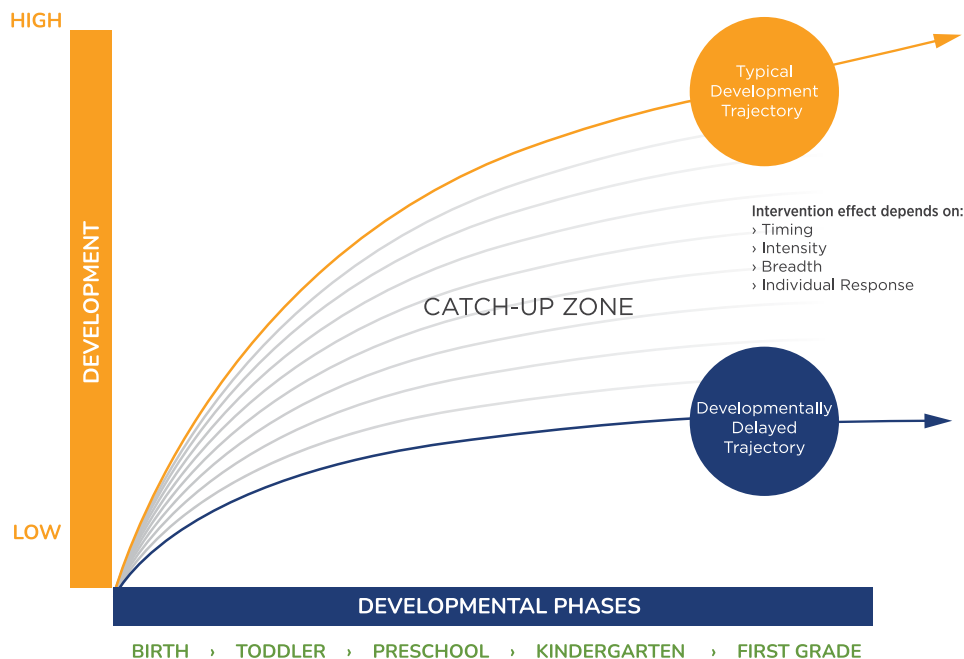 HIGH
Typical
Development
Trajectory
Intervention effect depends on:
› Timing
› Intensity
› Breadth
› Individual Response
DEVELOPMENT
CATCH-UP ZONE
Developmentally
Delayed
Trajectory
LOW
DEVELOPMENTAL PHASES
BIRTH › TODDLER › PRESCHOOL › KINDERGARTEN › FIRST GRADE